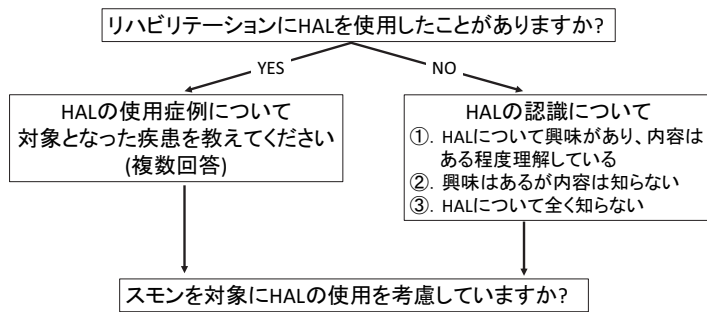 リハビリテーションにHALを使用したことがありますか?
YES
NO
HALの使用症例について
対象となった疾患を教えてください
(複数回答)
HALの認識について
①. HALについて興味があり、内容は
ある程度理解している
②. 興味はあるが内容は知らない
③. HALについて全く知らない
スモンを対象にHALの使用を考慮していますか?